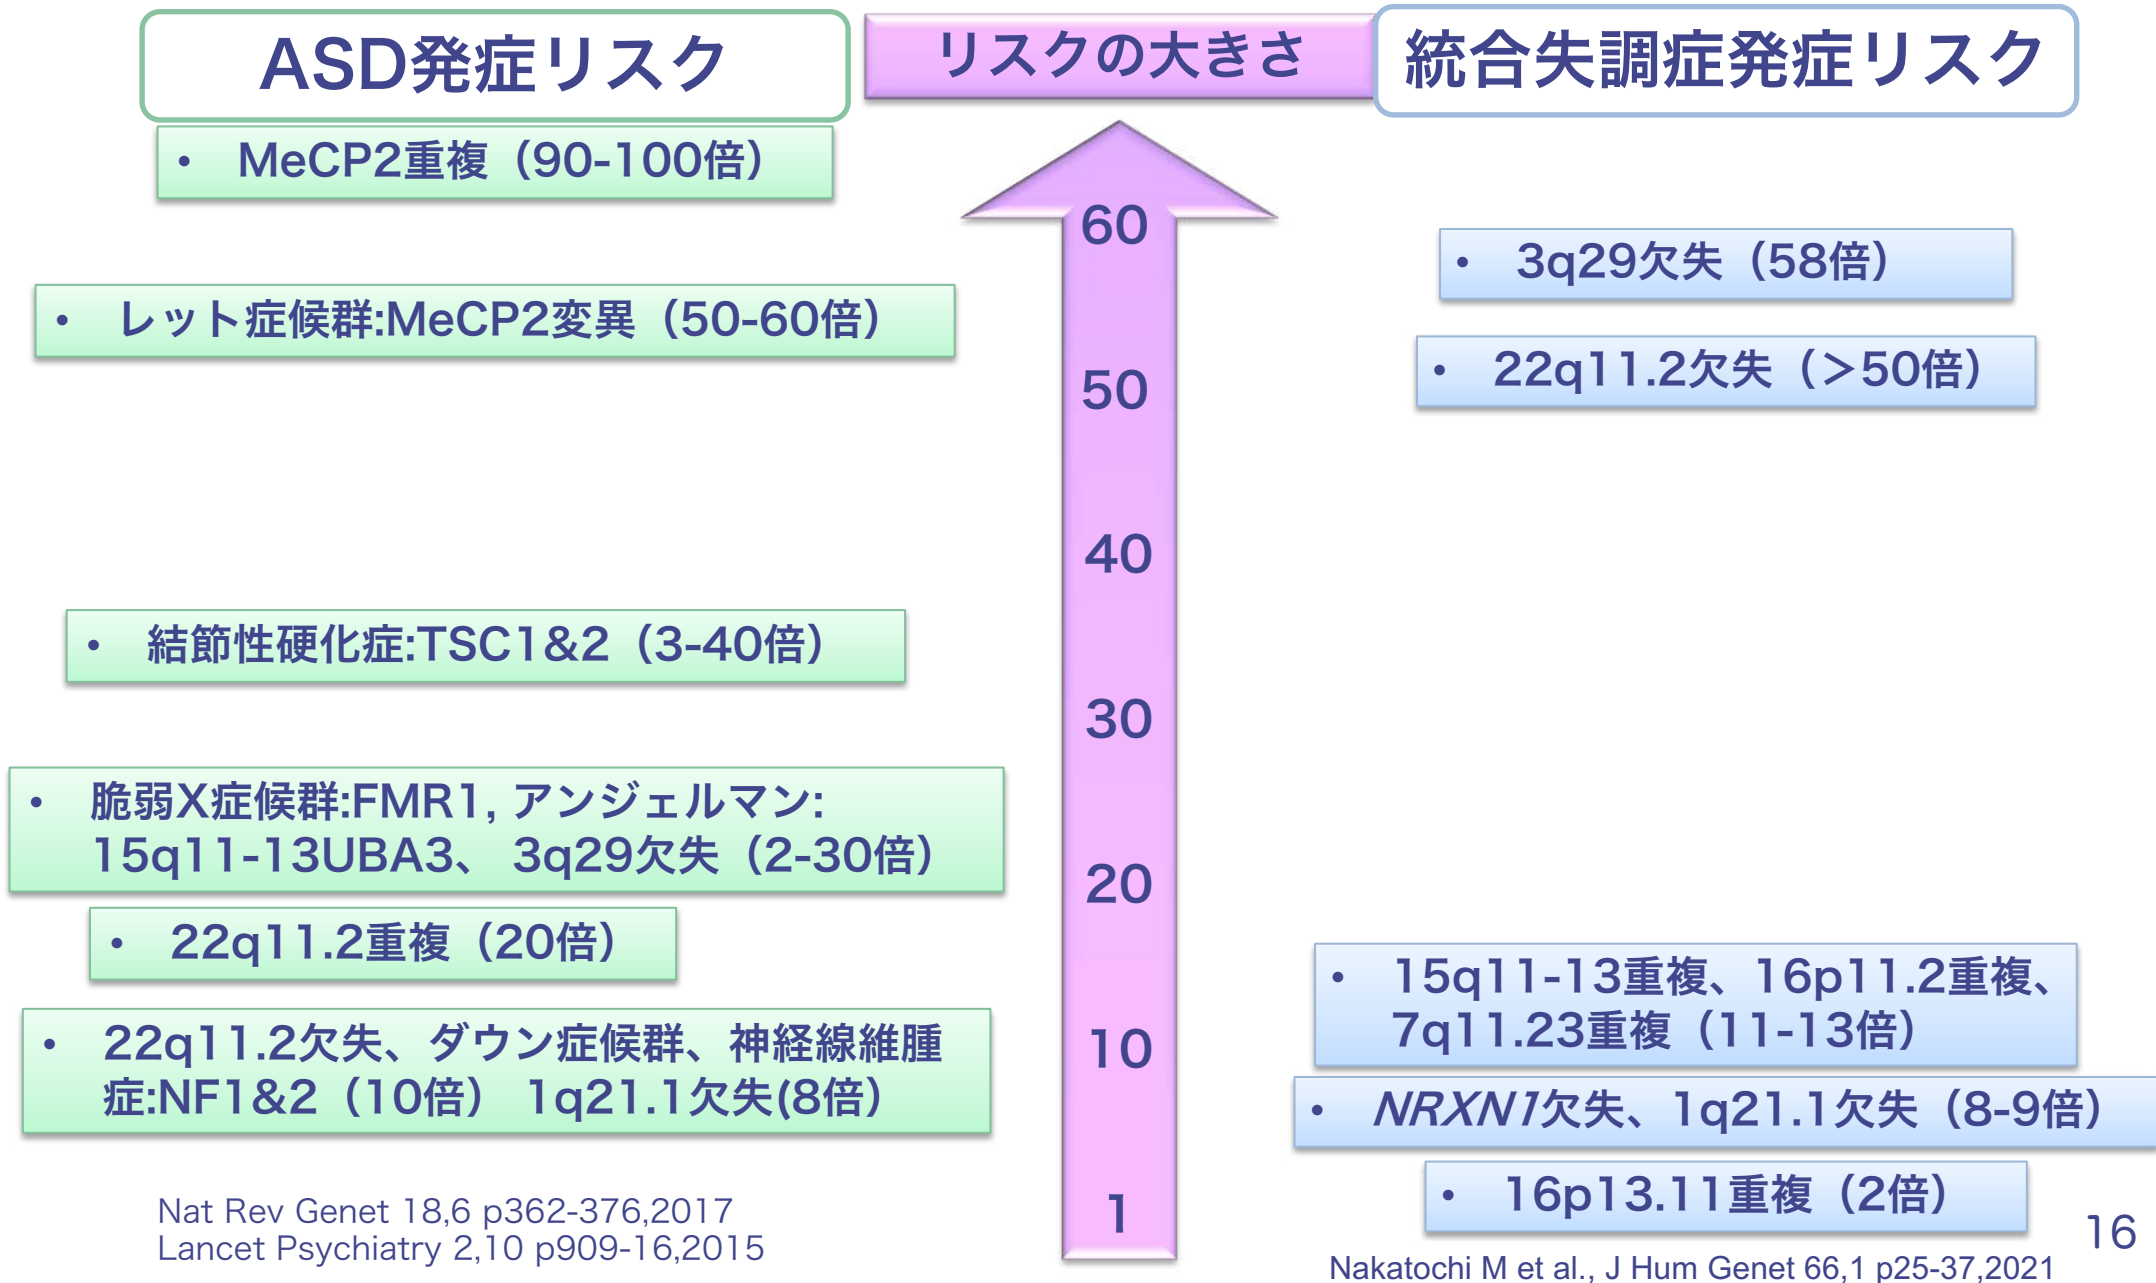 ASD発症リスク
リスクの大きさ
統合失調症発症リスク
• MeCP2重複（90-100倍）
• レット症候群:MeCP2変異（50-60倍）
• 結節性硬化症:TSC1&2（3-40倍）
• 脆弱X症候群:FMR1, アンジェルマン:
15q11-13UBA3、 3q29欠失（2-30倍）
• 22q11.2重複（20倍）
• 22q11.2欠失、ダウン症候群、神経線維腫
症:NF1&2（10倍） 1q21.1欠失(8倍）
Nat Rev Genet 18,6 p362-376,2017
Lancet Psychiatry 2,10 p909-16,2015
60
50
40
30
20
10
1
• 3q29欠失（58倍）
• 22q11.2欠失（＞50倍）
• 15q11-13重複、16p11.2重複、
7q11.23重複（11-13倍）
• NRXN1欠失、1q21.1欠失（8-9倍）
• 16p13.11重複（2倍）
Nakatochi M et al., J Hum Genet 66,1 p25-37,2021
16